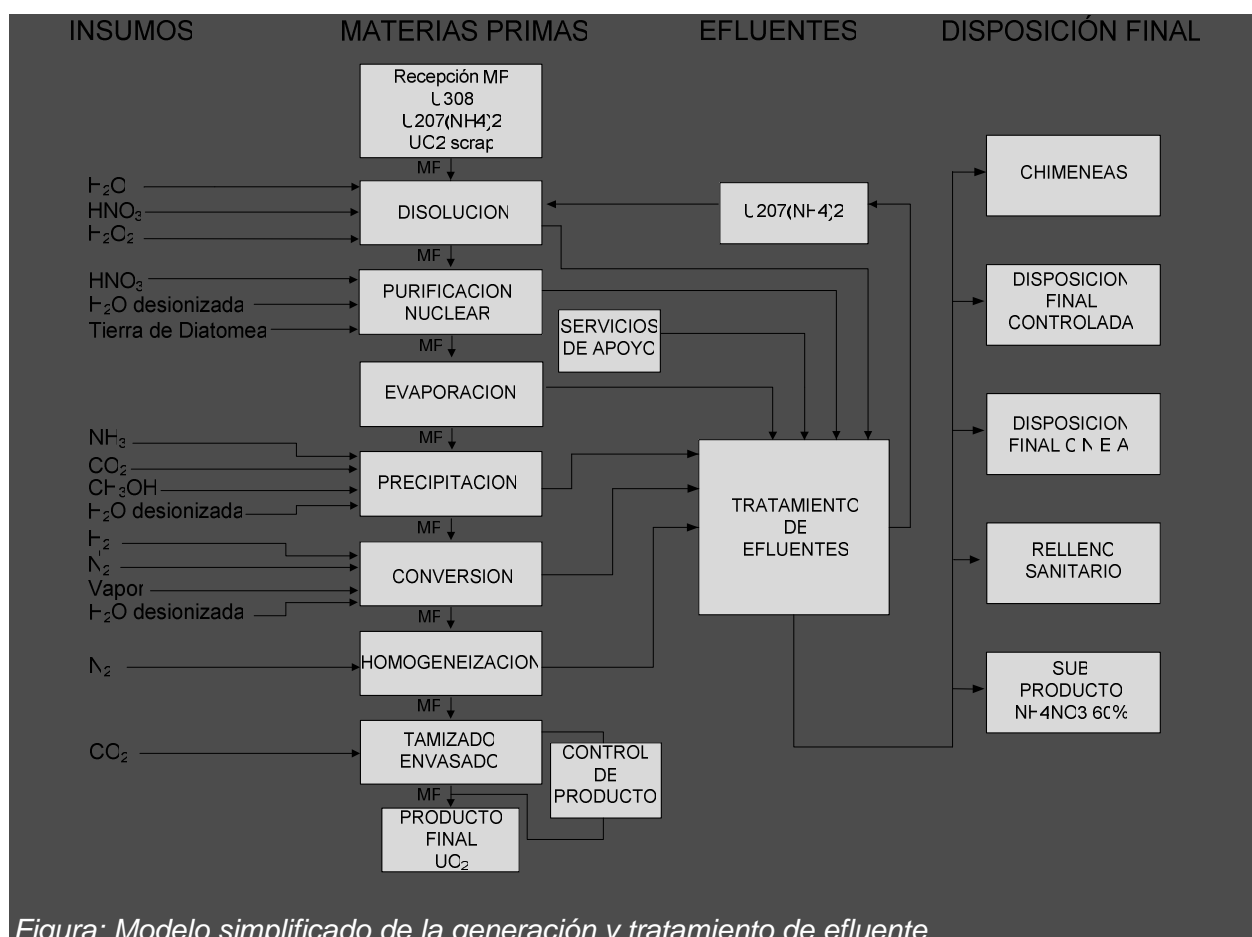 INSUMOS
MATERIAS PRIMAS
EFLUENTES
DISPOSICIÓN FINAL
Recepción MP
U308
U207(NH4)2
UO2 scrap
MP
H₂O
HNO₃
H₂O₂
DISOLUCION
MP
HNO₃
H₂O desionizada
Tierra de Diatomea
PURIFICACION
NUCLEAR
MP
EVAPORACION
MP
NH₃
CO₂
CH₃OH
H₂O desionizada
PRECIPITACION
MP
H₂
N₂
Vapor
H₂O desionizada
CONVERSION
MP
N₂
HOMOGENEIZACION
MP
CO₂
TAMIZADO
ENVASADO
MP
PRODUCTO
FINAL
UO₂
CONTROL
DE
PRODUCTO
U207(NH4)2
SERVICIOS
DE APOYO
TRATAMIENTO
DE
EFLUENTES
CHIMENEAS
DISPOSICION
FINAL
CONTROLADA
DISPOSICION
FINAL C N E A
RELLENO
SANITARIO
SUB
PRODUCTO
NH4NO3 60%
Figura: Modelo simplificado de la generación y tratamiento de efluente